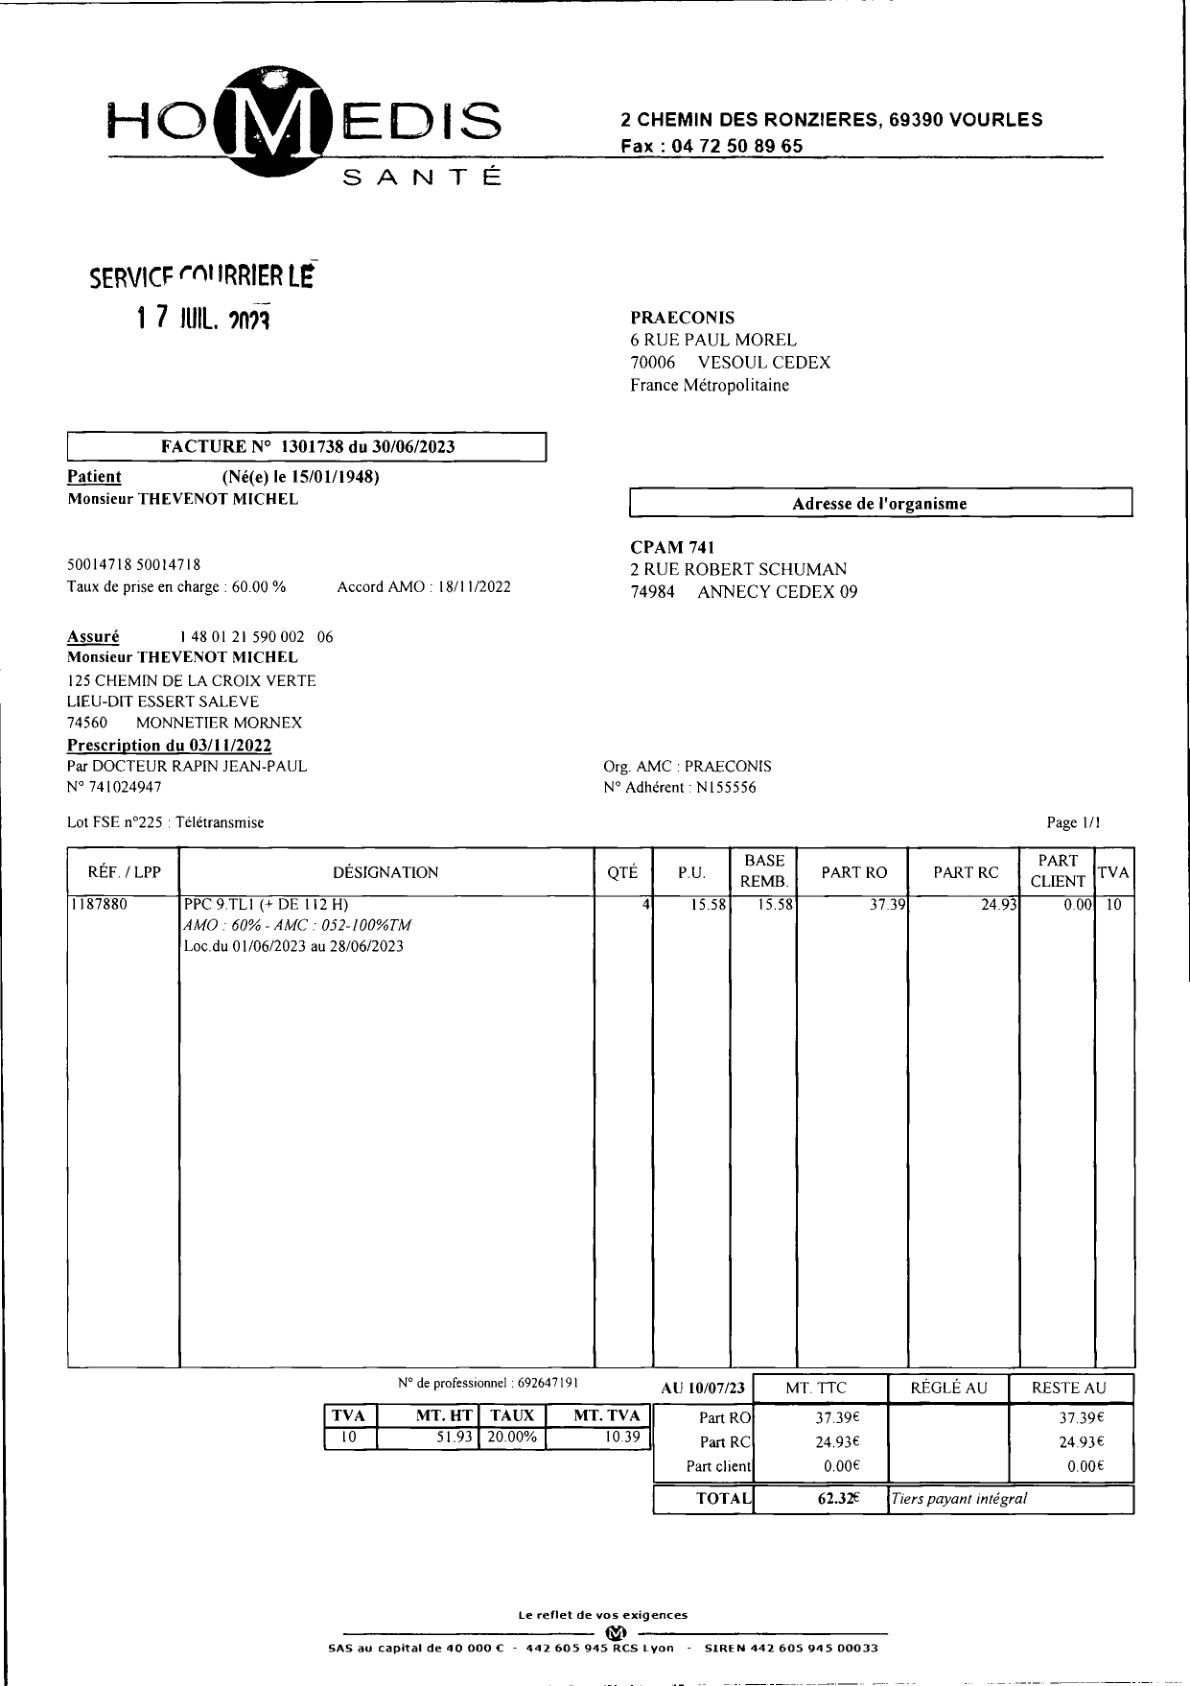 HOMEDIS
SANTÉ
2 CHEMIN DES RONZIERES, 69390 VOURLES
Fax : 04 72 50 89 65
SERVICE COURRIER LE
17 JUIL. 2023
PRAECONIS
6 RUE PAUL MOREL
70006 VESOUL CEDEX
France Métropolitaine
FACTURE N° 1301738 du 30/06/2023
Patient (Né(e) le 15/01/1948)
Monsieur THEVENOT MICHEL
Adresse de l'organisme
CPAM 741
2 RUE ROBERT SCHUMAN
74984 ANNECY CEDEX 09
50014718 50014718
Taux de prise en charge : 60.00 % Accord AMO : 18/11/2022
Assuré 1 48 01 21 590 002 06
Monsieur THEVENOT MICHEL
125 CHEMIN DE LA CROIX VERTE
LIEU-DIT ESSERT SALEVE
74560 MONNETIER MORNEX
Prescription du 03/11/2022
Par DOCTEUR RAPIN JEAN-PAUL
N° 741024947
Org. AMC : PRAECONIS
N° Adhérent : N155556
Lot FSE n°225 : Télétransmise
Page 1/1
RÉF. / LPP DÉSIGNATION QTÉ P.U. BASE REMB. PART RO PART RC PART CLIENT TVA
1187880 PPC 9.TL1 (+ DE 112 H) 4 15.58 15.58 37.39 24.93 0.00 10
AMO : 60% - AMC : 052-100%TM
Loc.du 01/06/2023 au 28/06/2023
N° de professionnel : 692647191
TVA MT. HT TAUX MT. TVA
10 51.93 20.00% 10.39
AU 10/07/23 MT. TTC RÉGLÉ AU RESTE AU
Part RO 37.39€ 37.39€
Part RC 24.93€ 24.93€
Part client 0.00€ 0.00€
TOTAL 62.32€ Tiers payant intégral
Le reflet de vos exigences
M
SAS au capital de 40 000 € - 442 605 945 RCS Lyon - SIREN 442 605 945 00033